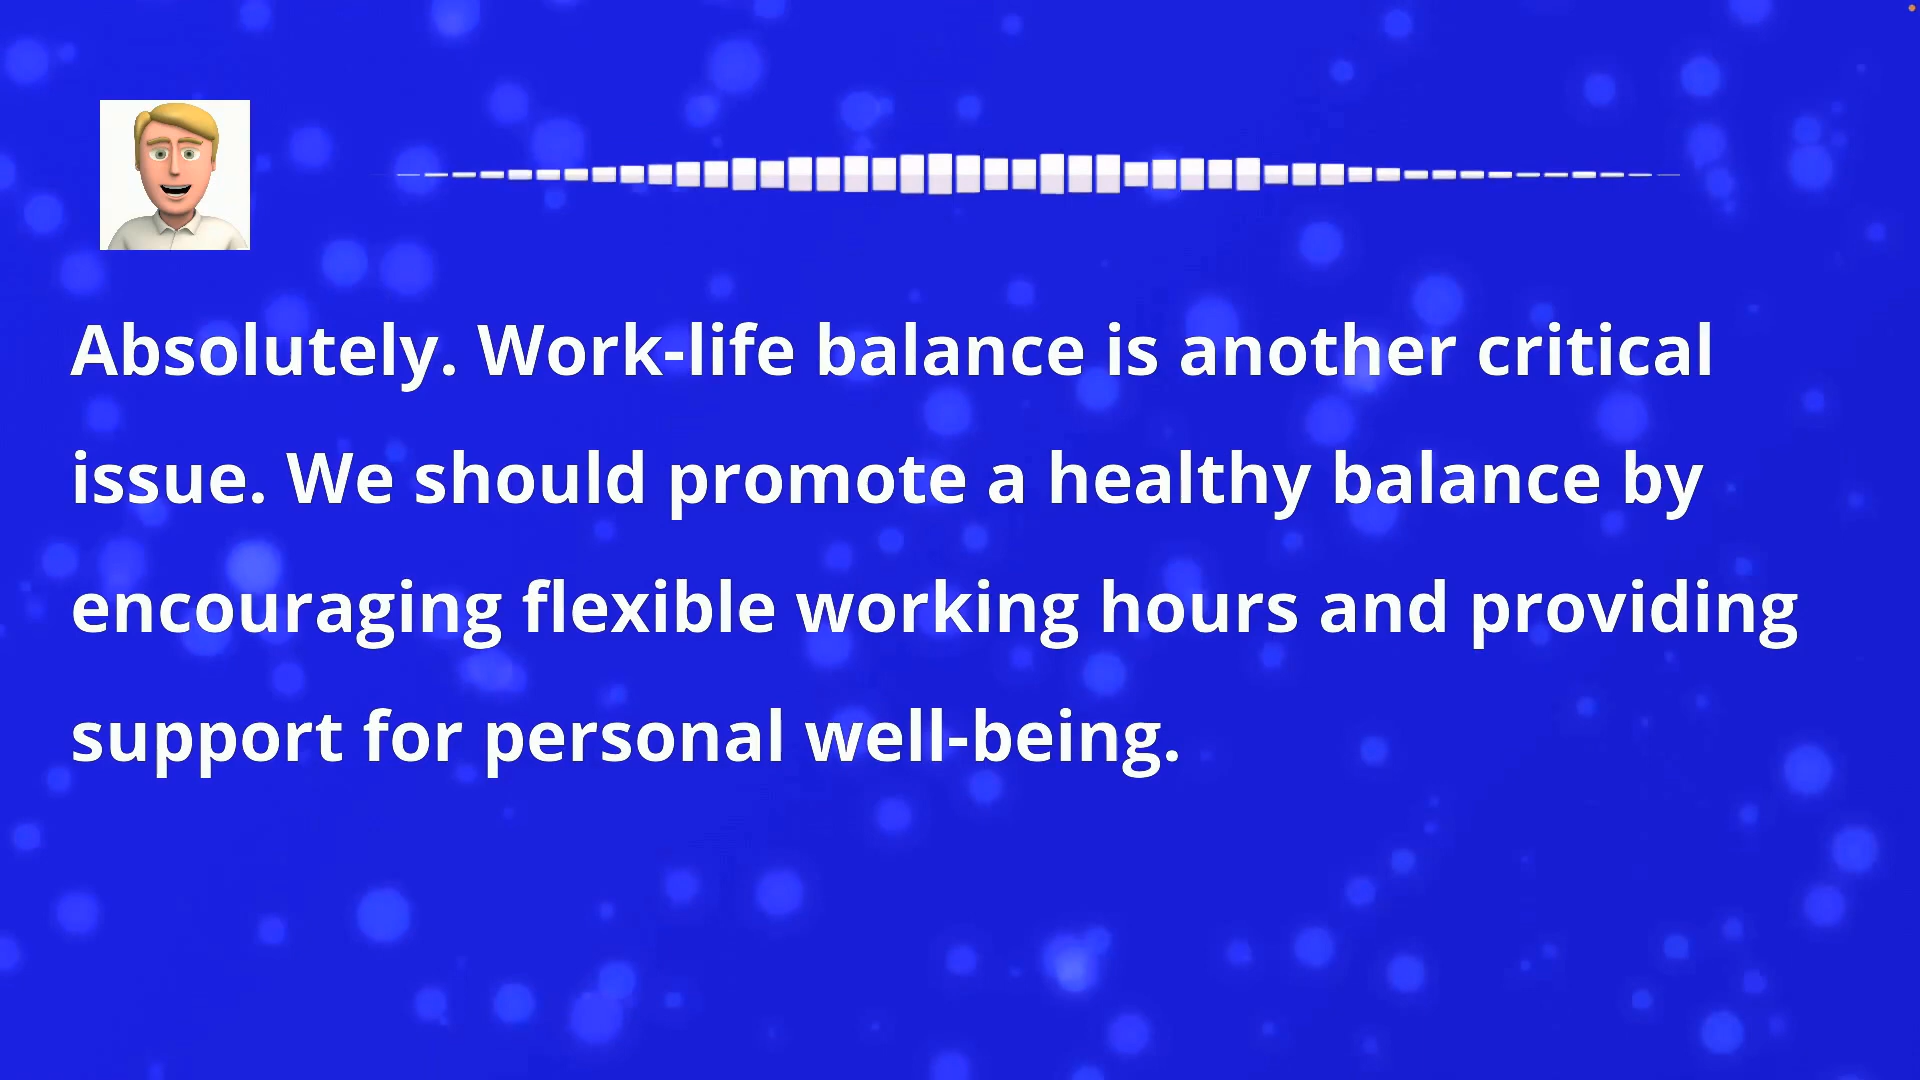 Absolutely. Work-life balance is another critical
issue. We should promote a healthy balance by
encouraging flexible working hours and providing
support for personal well-being.